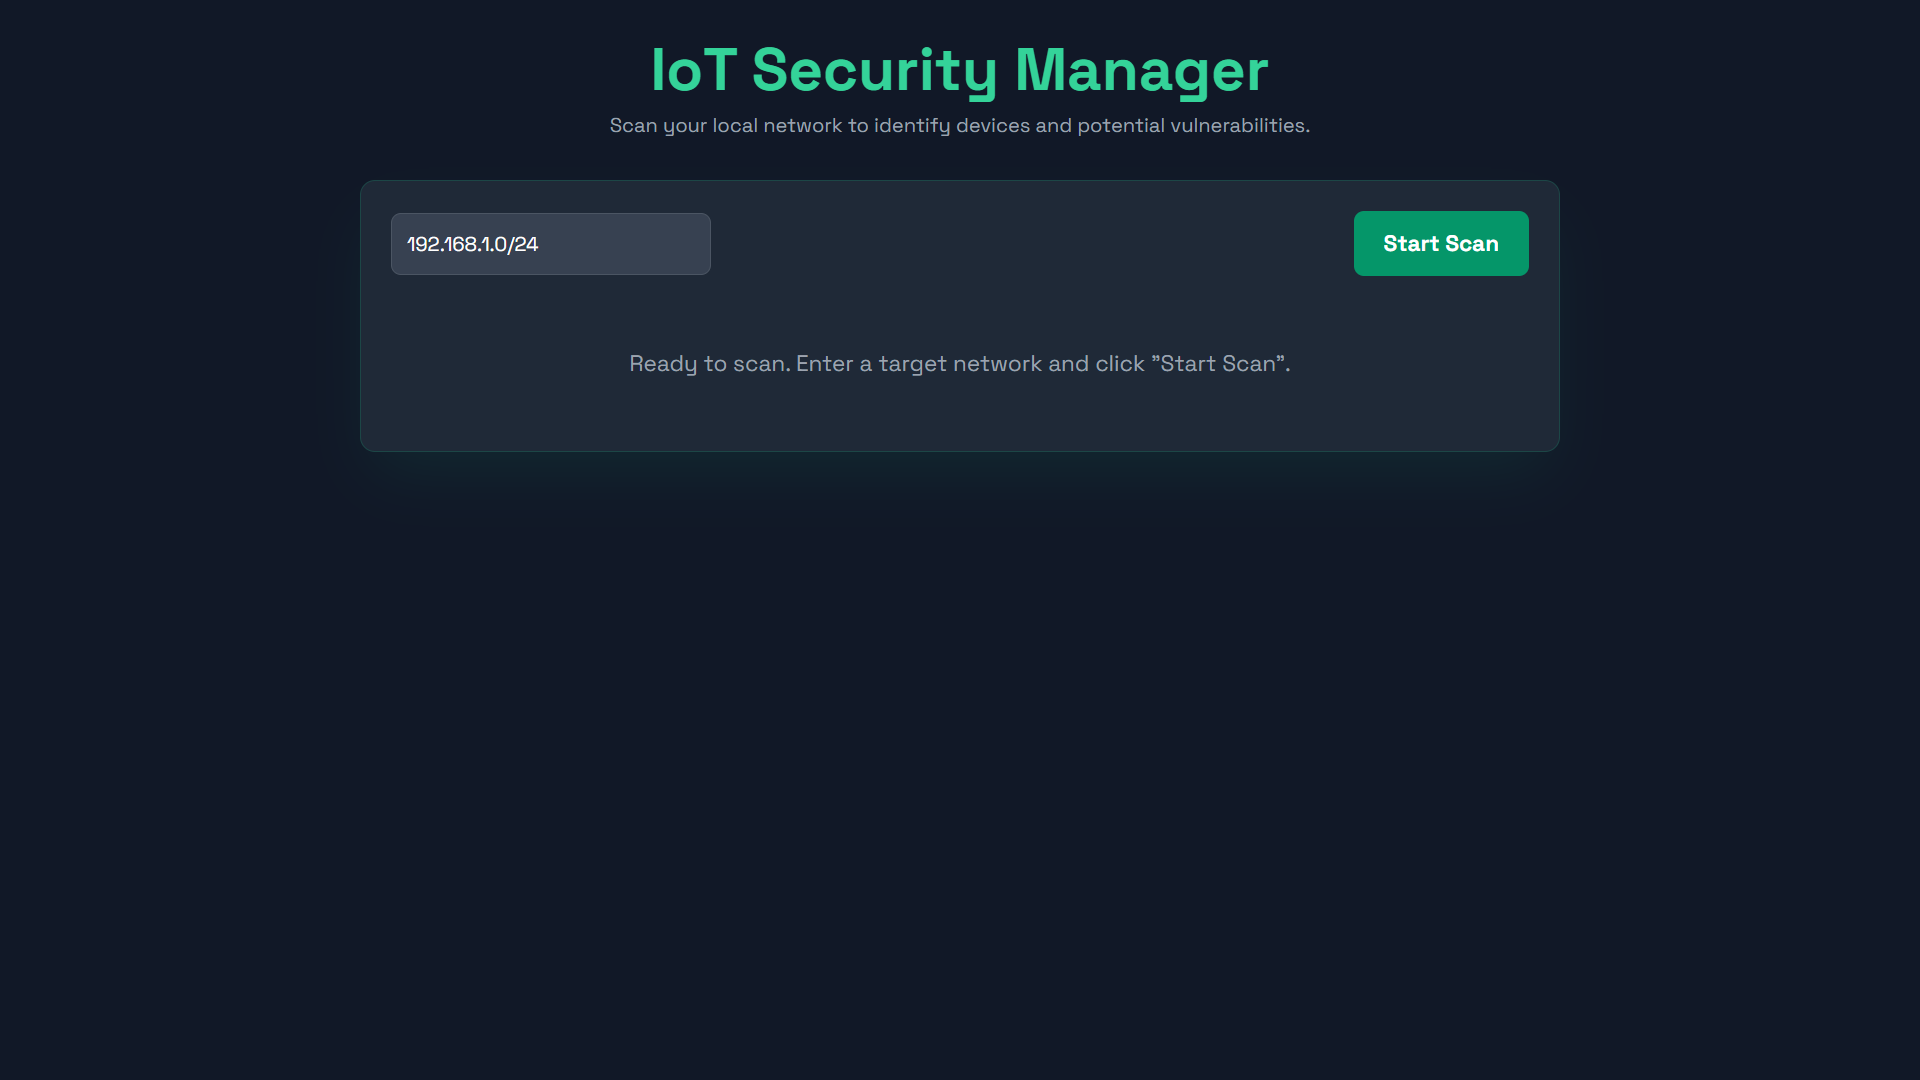 IoT Security Manager
Scan your local network to identify devices and potential vulnerabilities.
192.168.1.0/24
Start Scan
Ready to scan. Enter a target network and click "Start Scan".